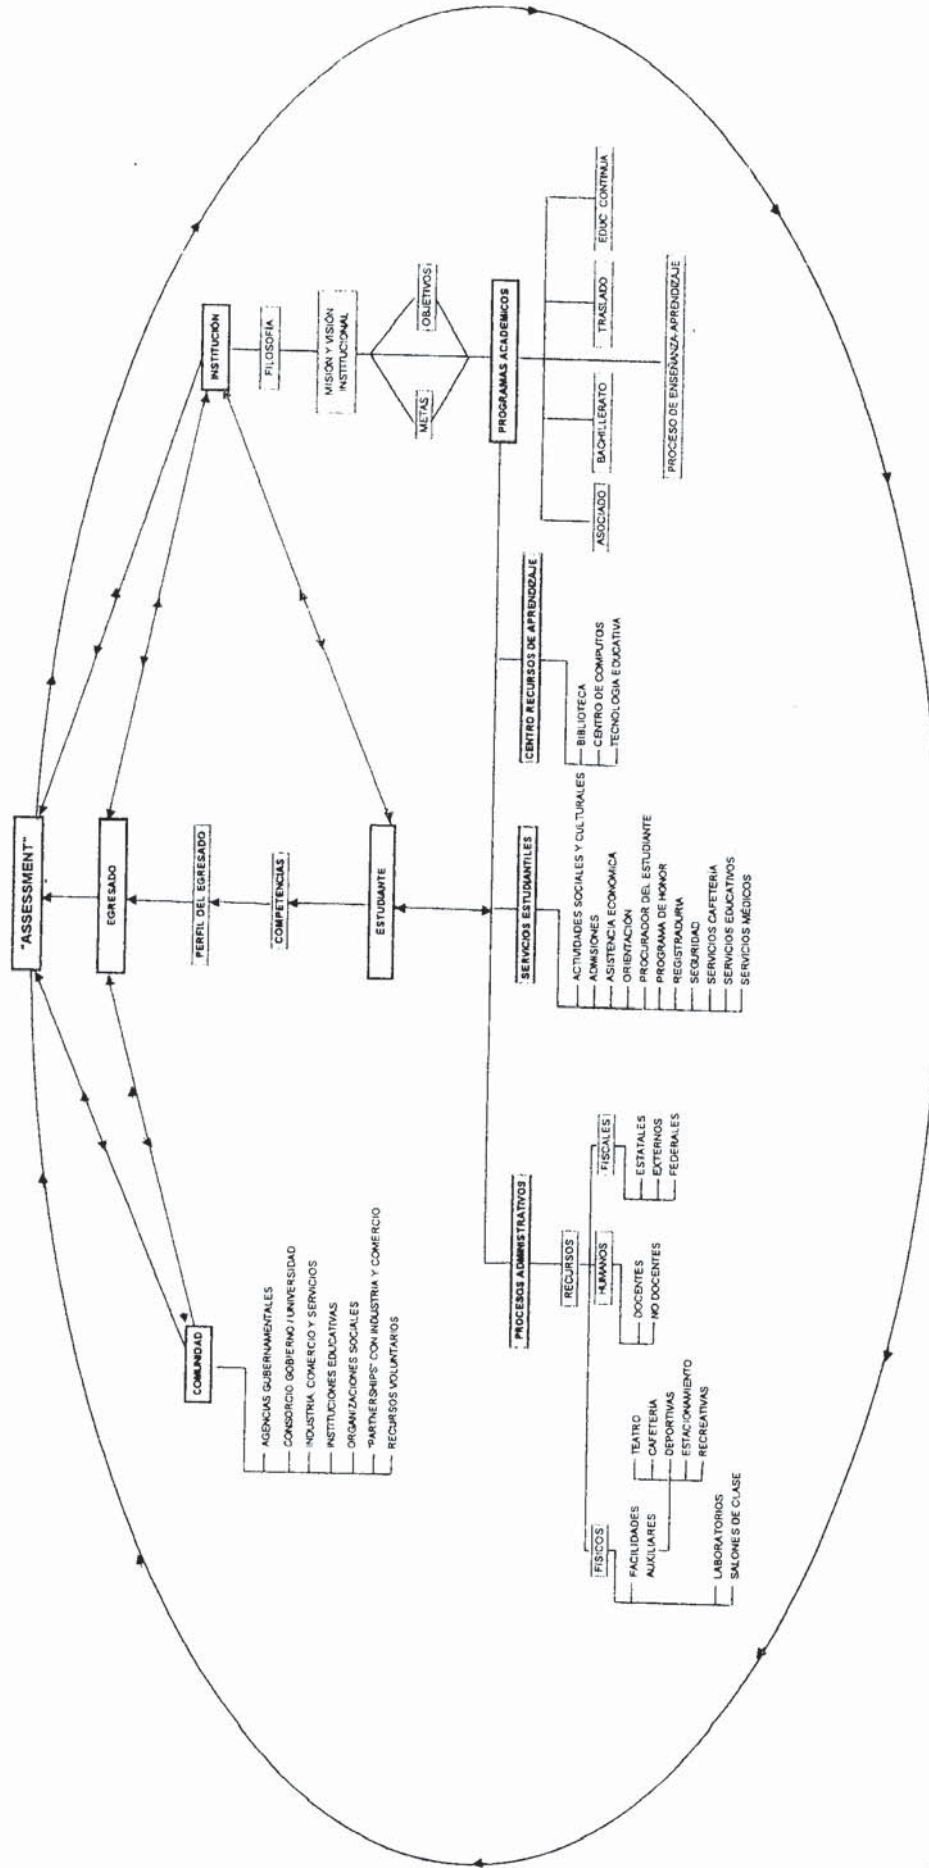 "ASSESSMENT"
EGRESADO
PERFIL DEL EGRESADO
COMPETENCIAS
ESTUDIANTE
COMUNIDAD
AGENCIAS GUBERNAMENTALES
CONSORCIO GOBIERNO / UNIVERSIDAD
INDUSTRIA, COMERCIO Y SERVICIOS
INSTITUCIONES EDUCATIVAS
ORGANIZACIONES SOCIALES
"PARTNERSHIPS" CON INDUSTRIA Y COMERCIO
RECURSOS VOLUNTARIOS
INSTITUCIÓN
FILOSOFÍA
MISIÓN Y VISIÓN
INSTITUCIONAL
METAS
OBJETIVOS
PROCESOS ADMINISTRATIVOS
RECURSOS
FÍSICOS
FACILIDADES
AUXILIARES
TEATRO
CAFETERÍA
DEPORTIVAS
ESTACIONAMIENTO
RECREATIVAS
LABORATORIOS
SALONES DE CLASE
HUMANOS
DOCENTES
NO DOCENTES
FISCALES
ESTATALES
EXTERNOS
FEDERALES
SERVICIOS ESTUDIANTILES
ACTIVIDADES SOCIALES Y CULTURALES
ADMISIONES
ASISTENCIA ECONOMICA
ORIENTACIÓN
PROCURADOR DEL ESTUDIANTE
PROGRAMA DE HONOR
REGISTRADURIA
SEGURIDAD
SERVICIOS CAFETERIA
SERVICIOS EDUCATIVOS
SERVICIOS MÉDICOS
CENTRO RECURSOS DE APRENDIZAJE
BIBLIOTECA
CENTRO DE COMPUTOS
TECNOLOGIA EDUCATIVA
PROGRAMAS ACADEMICOS
ASOCIADO
BACHILLERATO
TRASLADO
EDUC CONTINUA
PROCESO DE ENSEÑANZA-APRENDIZAJE